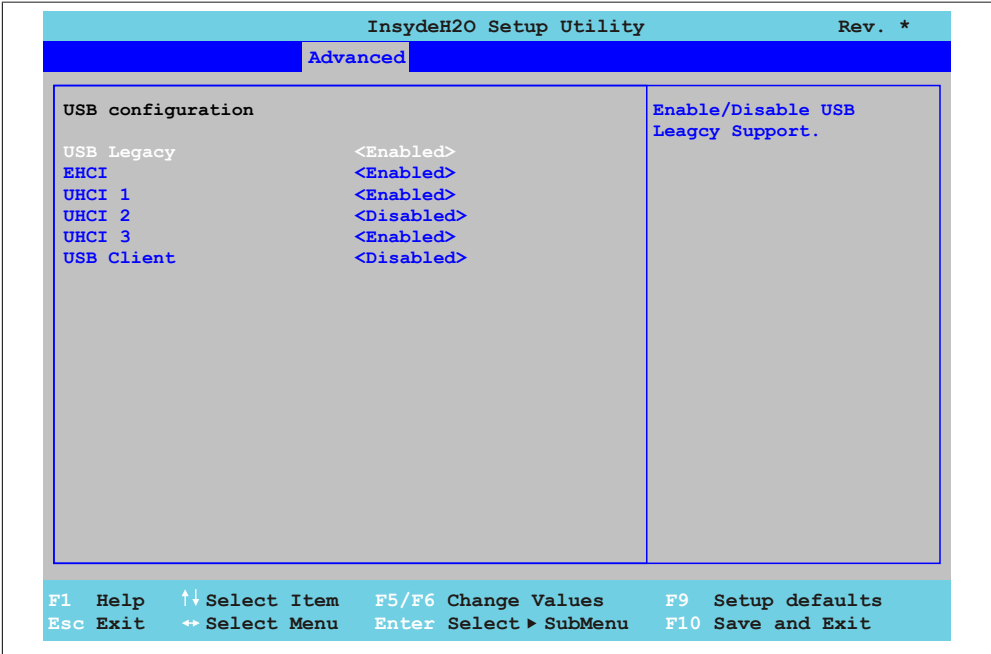 InsydeH2O Setup Utility Rev. *
Advanced
USB configuration
USB Legacy <Enabled>
EHCI <Enabled>
UHCI 1 <Enabled>
UHCI 2 <Disabled>
UHCI 3 <Enabled>
USB Client <Disabled>
Enable/Disable USB
Leagcy Support.
F1 Help ↑↓ Select Item F5/F6 Change Values F9 Setup defaults
Esc Exit ↔ Select Menu Enter Select ▶ SubMenu F10 Save and Exit